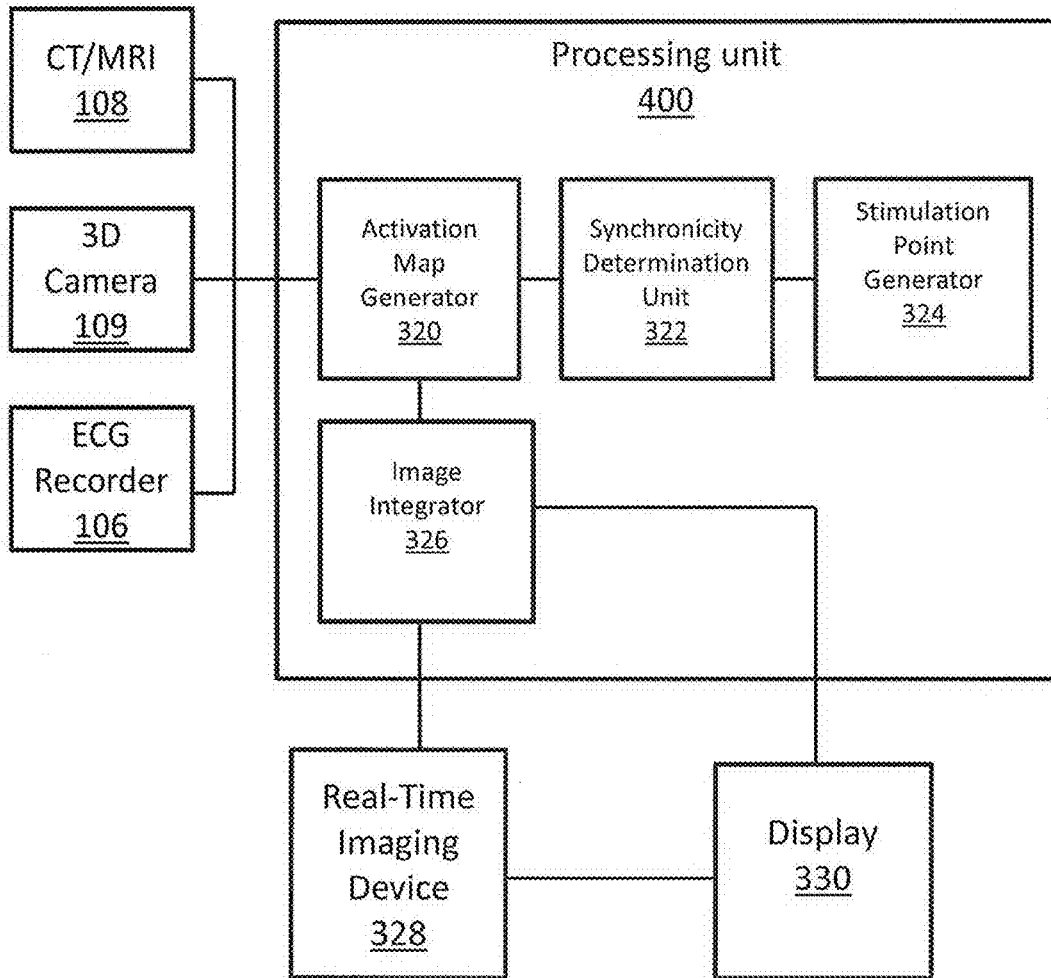 CT/MRI
108
Processing unit
400
3D
Camera
109
Activation
Map
Generator
320
Synchronicity
Determination
Unit
322
Stimulation
Point
Generator
324
ECG
Recorder
106
Image
Integrator
326
Real-Time
Imaging
Device
328
Display
330